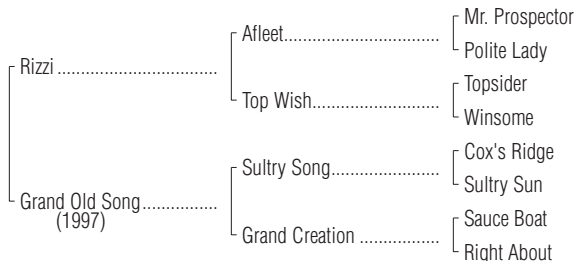 Mr. Prospector
Afleet
Polite Lady
Rizzi
Topsider
Top Wish
Winsome
Cox's Ridge
Sultry Song
Sultry Sun
Grand Old Song
(1997)
Sauce Boat
Grand Creation
Right About